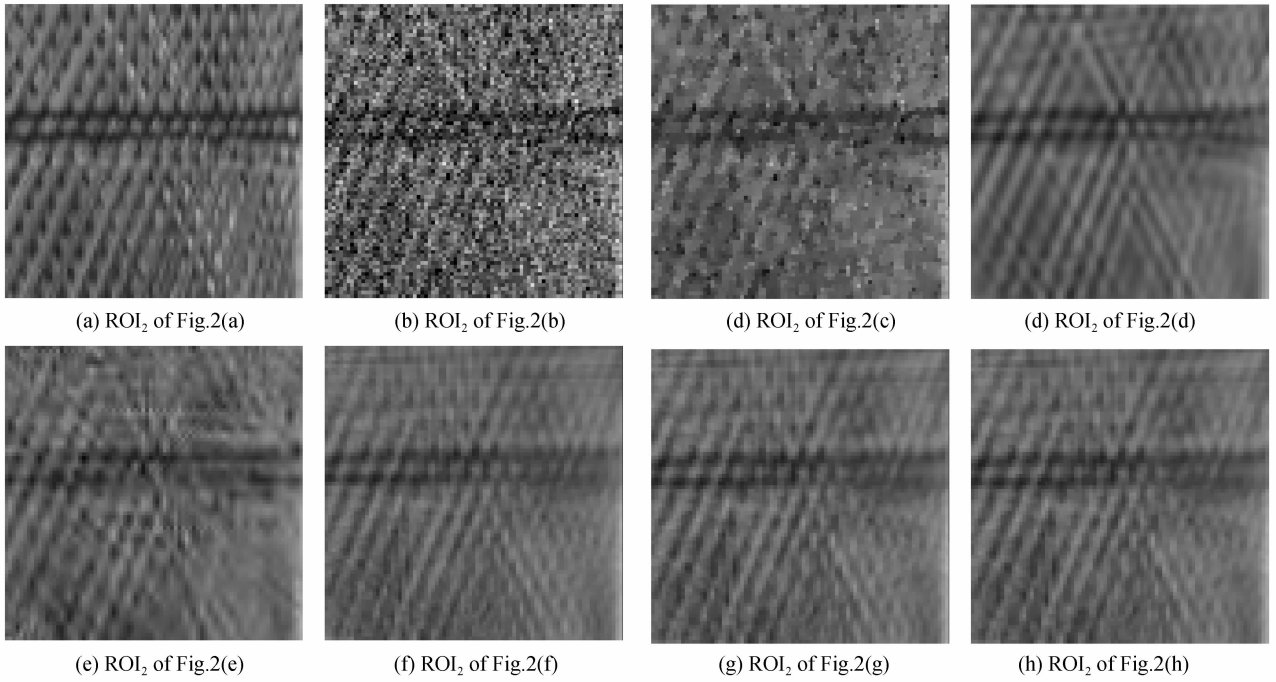 (a) ROI₂ of Fig.2(a)
(b) ROI₂ of Fig.2(b)
(d) ROI₂ of Fig.2(c)
(d) ROI₂ of Fig.2(d)
(e) ROI₂ of Fig.2(e)
(f) ROI₂ of Fig.2(f)
(g) ROI₂ of Fig.2(g)
(h) ROI₂ of Fig.2(h)